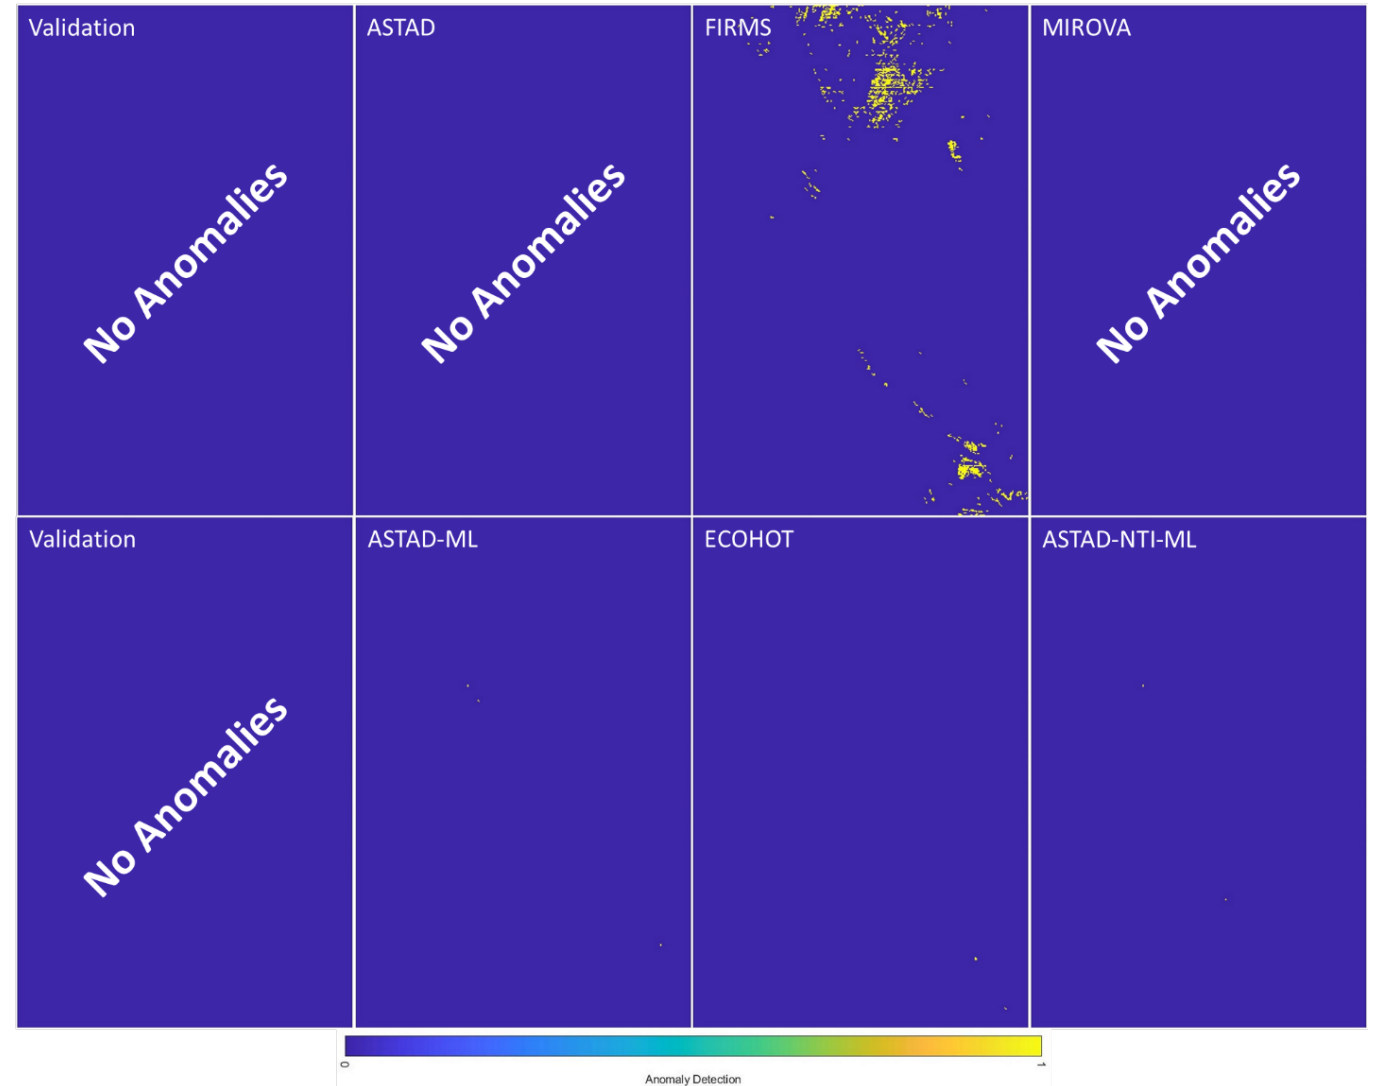 Validation
ASTAD
FIRMS
MIROVA
No Anomalies
No Anomalies
No Anomalies
Validation
ASTAD-ML
ECOHOT
ASTAD-NTI-ML
No Anomalies
0
1
Anomaly Detection